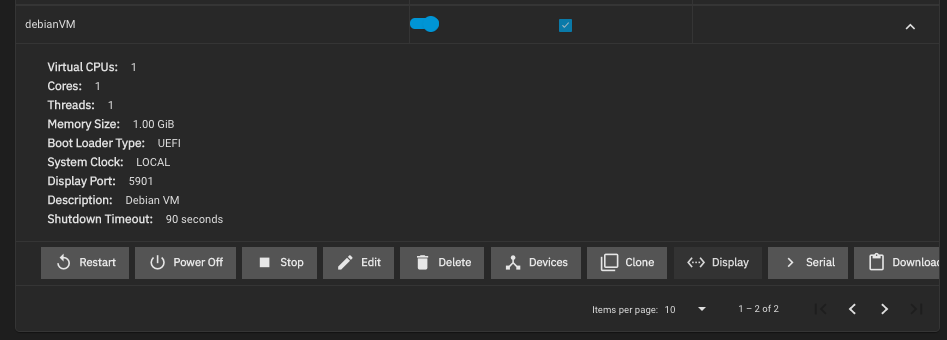 debianVM
Virtual CPUs: 1
Cores: 1
Threads: 1
Memory Size: 1.00 GiB
Boot Loader Type: UEFI
System Clock: LOCAL
Display Port: 5901
Description: Debian VM
Shutdown Timeout: 90 seconds
Restart Power Off Stop Edit Delete Devices Clone Display Serial Downloa
Items per page: 10 1 – 2 of 2